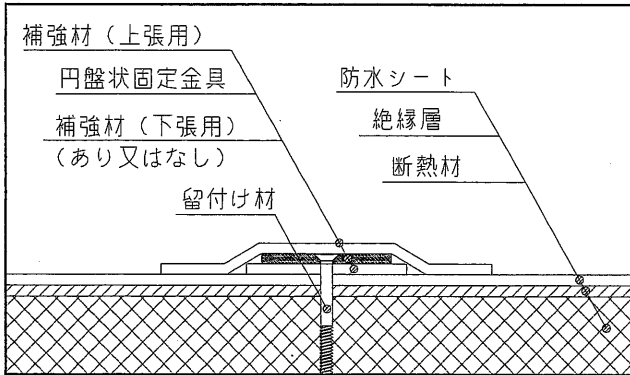 補強材（上張用）
円盤状固定金具
補強材（下張用）
（あり又はなし）
留付け材
防水シート
絶縁層
断熱材